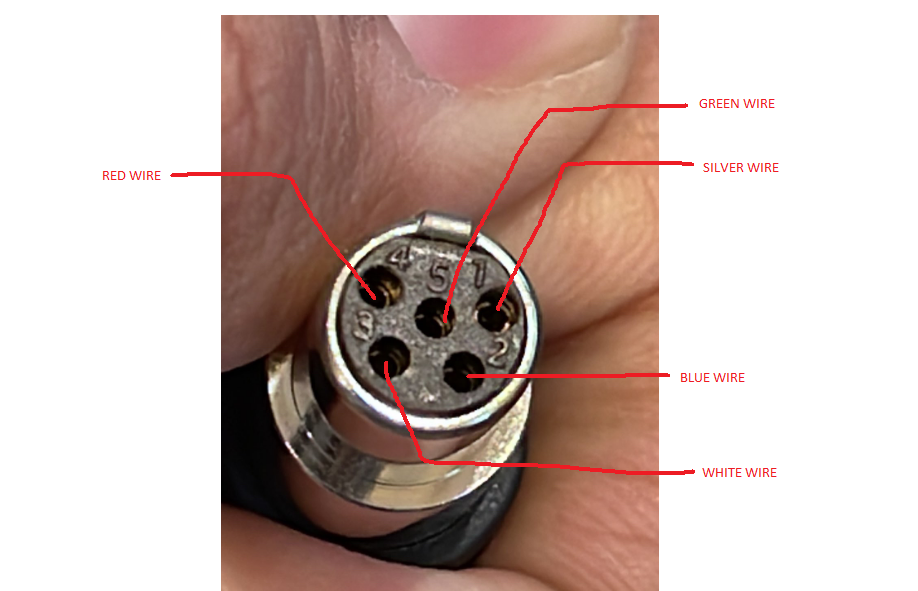 GREEN WIRE
SILVER WIRE
RED WIRE
4
5
1
3
2
BLUE WIRE
WHITE WIRE